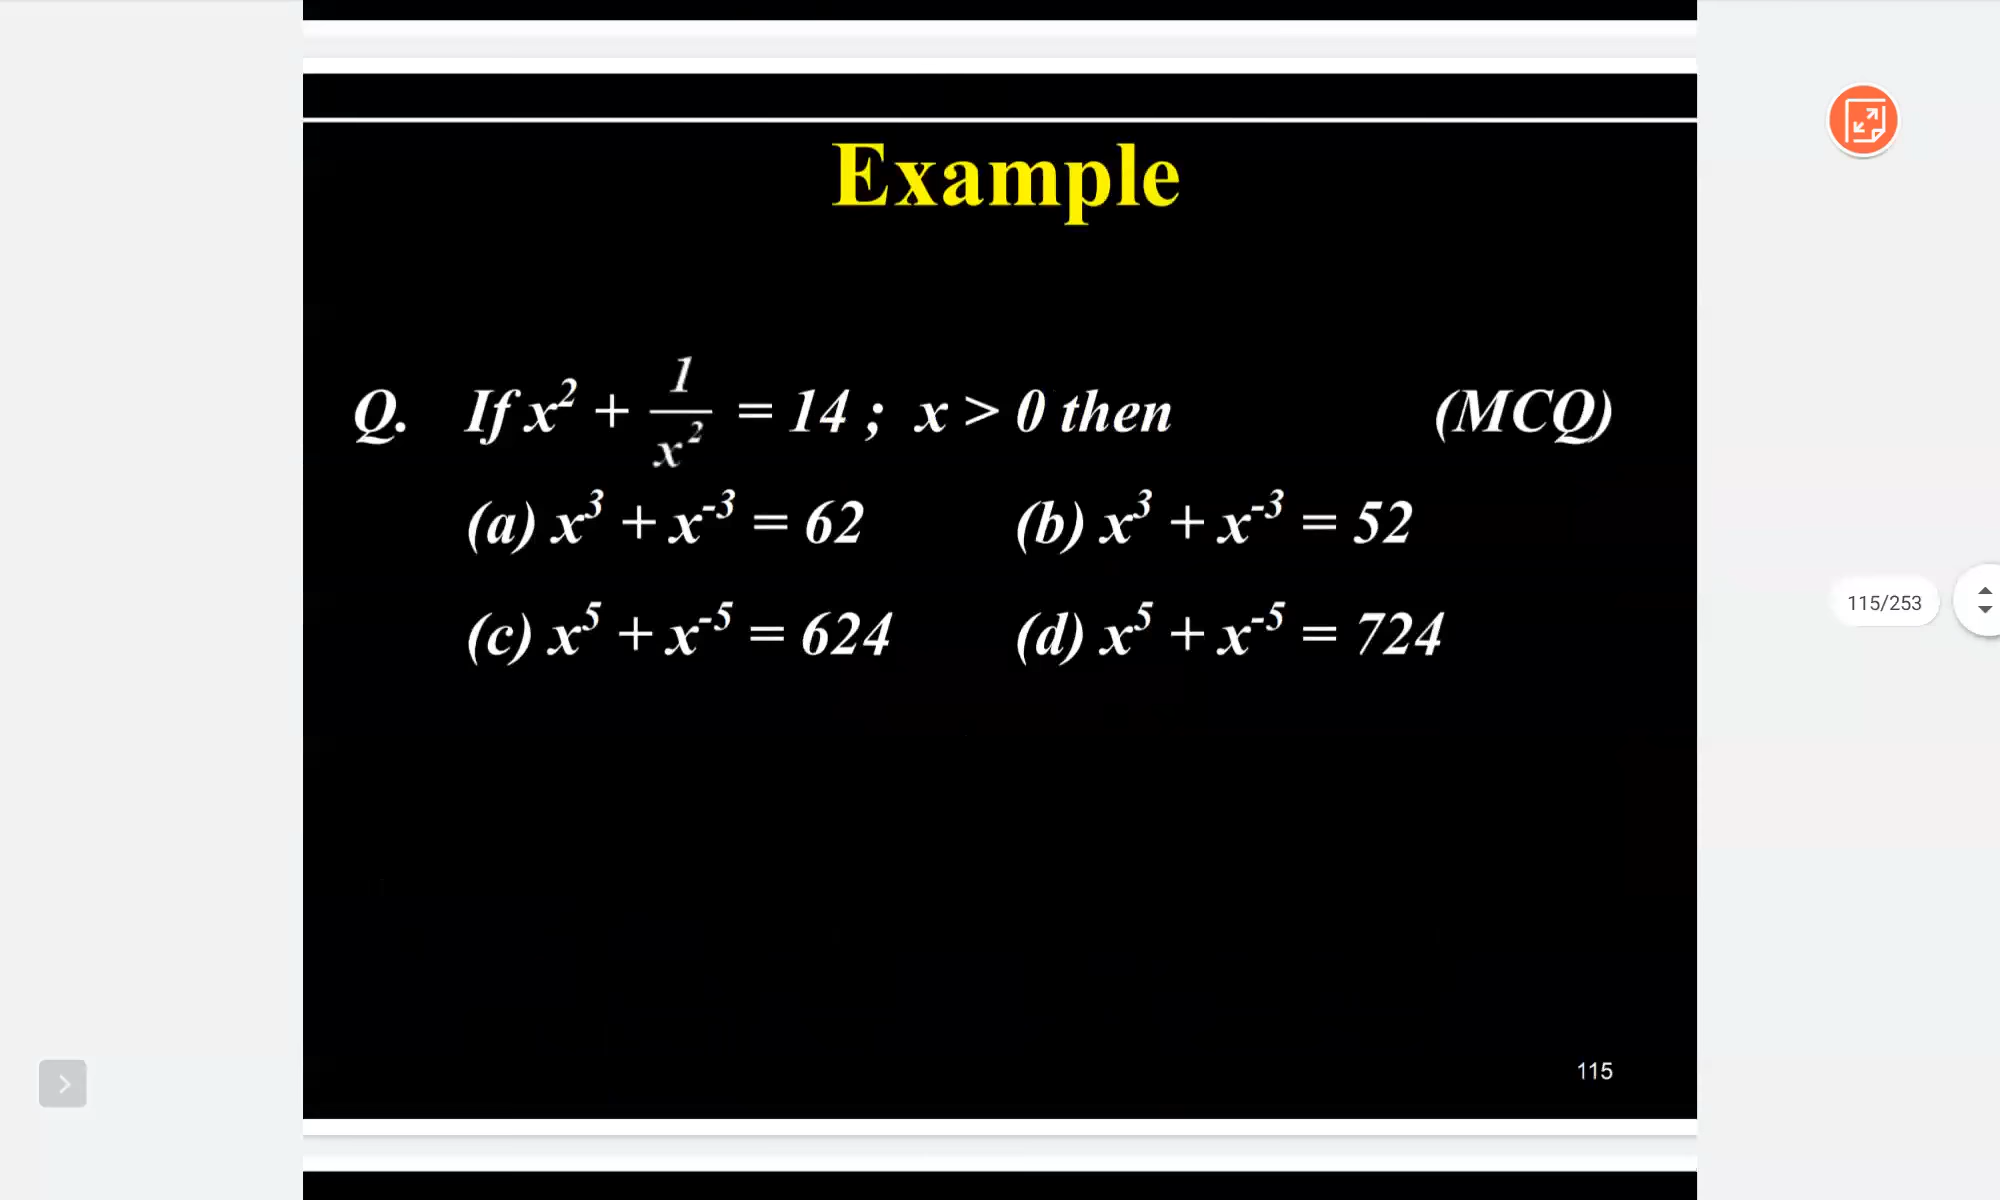 Example
Q. If x² + 1/x² = 14 ; x > 0 then (MCQ)
(a) x³ + x⁻³ = 62 (b) x³ + x⁻³ = 52
(c) x⁵ + x⁻⁵ = 624 (d) x⁵ + x⁻⁵ = 724
115/253
115